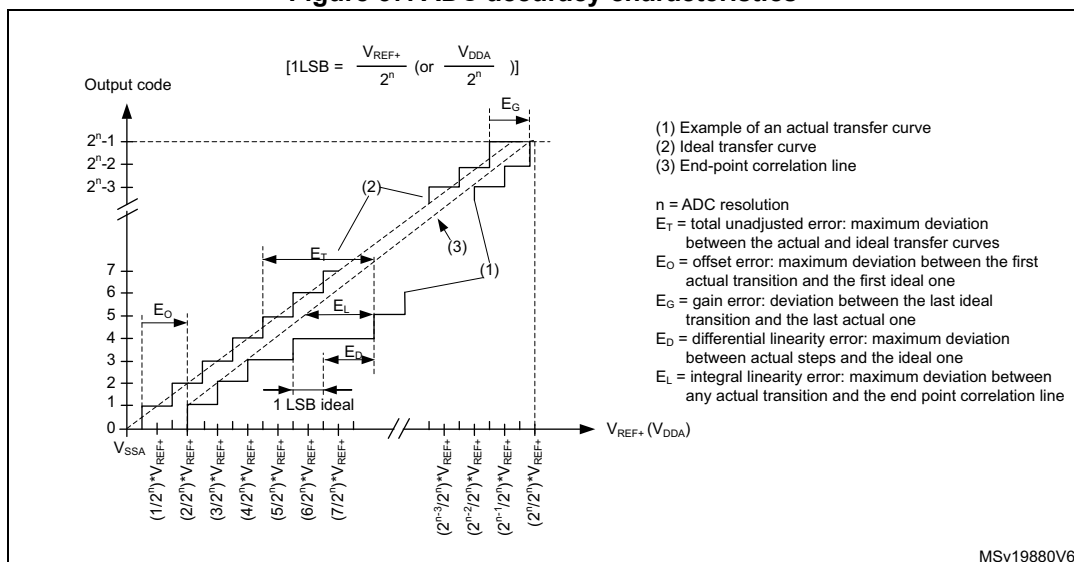 [1LSB = V_REF+ / 2^n (or V_DDA / 2^n )]
Output code
E_G
2^n-1
2^n-2
2^n-3
7
6
5
4
3
2
1
0
(2)
(3)
(1)
E_T
E_L
E_O
E_D
1 LSB ideal
V_SSA
(1/2^n)*V_REF+
(2/2^n)*V_REF+
(3/2^n)*V_REF+
(4/2^n)*V_REF+
(5/2^n)*V_REF+
(6/2^n)*V_REF+
(7/2^n)*V_REF+
(2^n-3/2^n)*V_REF+
(2^n-2/2^n)*V_REF+
(2^n-1/2^n)*V_REF+
(2^n/2^n)*V_REF+
V_REF+ (V_DDA)
(1) Example of an actual transfer curve
(2) Ideal transfer curve
(3) End-point correlation line
n = ADC resolution
E_T = total unadjusted error: maximum deviation
between the actual and ideal transfer curves
E_O = offset error: maximum deviation between the first
actual transition and the first ideal one
E_G = gain error: deviation between the last ideal
transition and the last actual one
E_D = differential linearity error: maximum deviation
between actual steps and the ideal one
E_L = integral linearity error: maximum deviation between
any actual transition and the end point correlation line
MSv19880V6